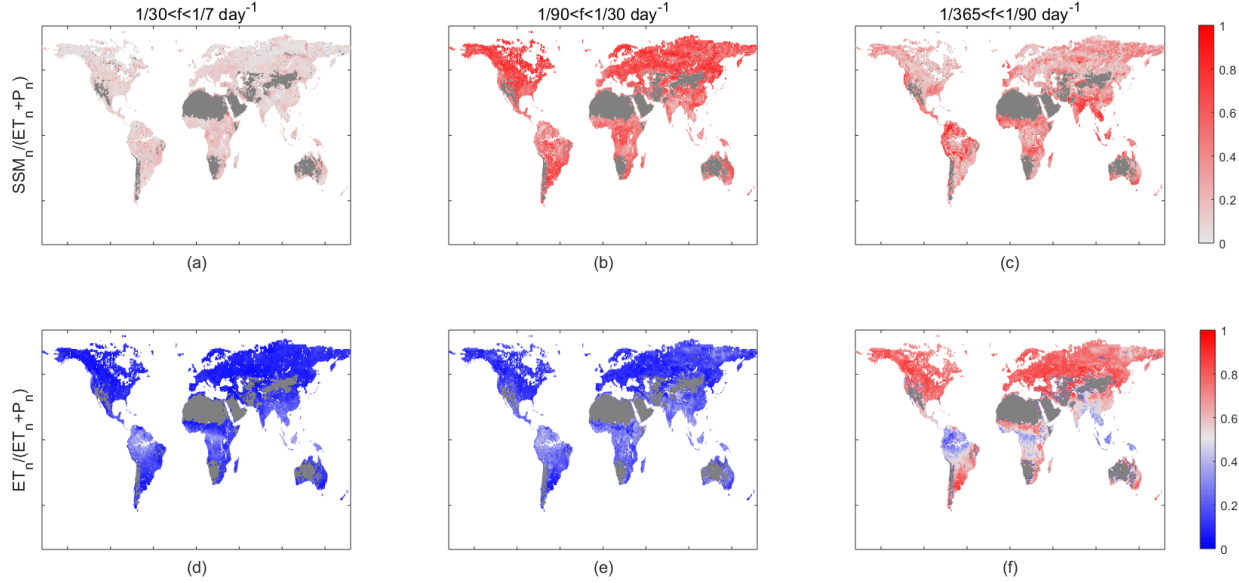 1/30<f<1/7 day⁻¹
1/90<f<1/30 day⁻¹
1/365<f<1/90 day⁻¹
SSMₙ/(ETₙ+Pₙ)
1
0.8
0.6
0.4
0.2
0
(a)
(b)
(c)
ETₙ/(ETₙ+Pₙ)
1
0.8
0.6
0.4
0.2
0
(d)
(e)
(f)